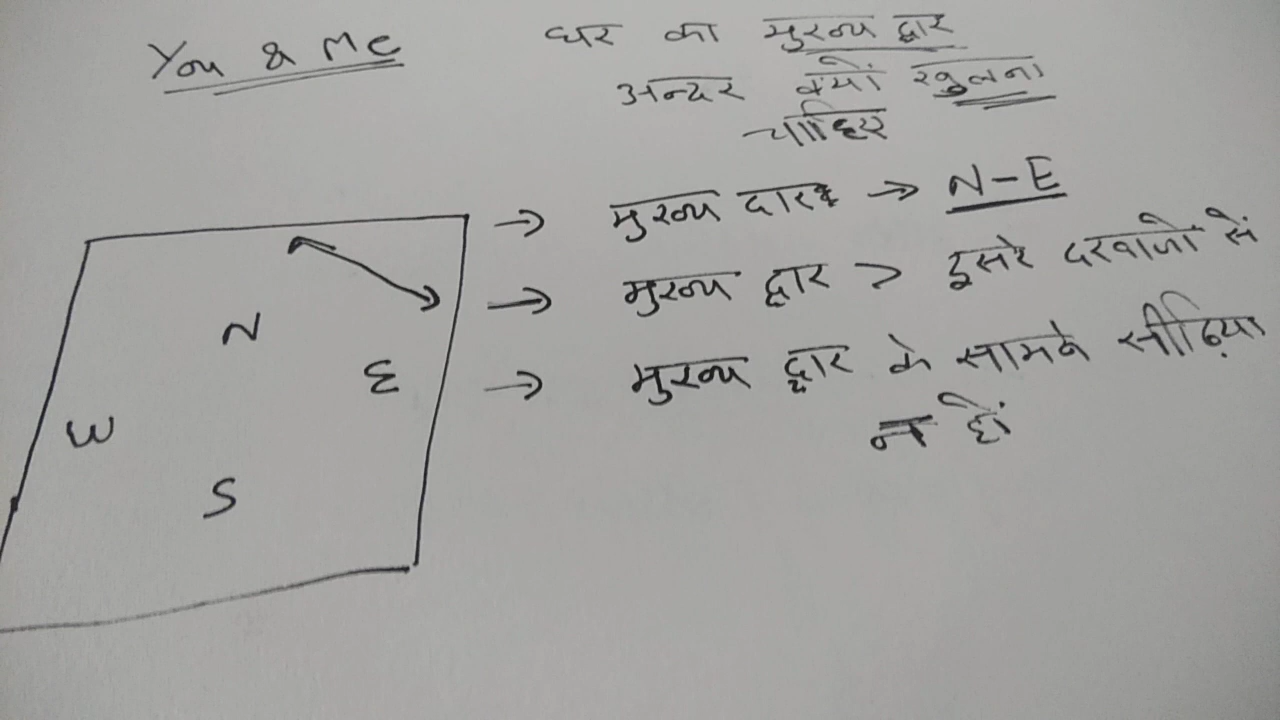 You & Me
घर का मुख्य द्वार
अन्दर क्यों खुलना
चाहिए
→ मुख्य दार → N-E
→ मुख्य द्वार > दुसरे दरवाजों से
→ मुख्य द्वार के सामने सीढ़िया
न हों
N
E
W
S